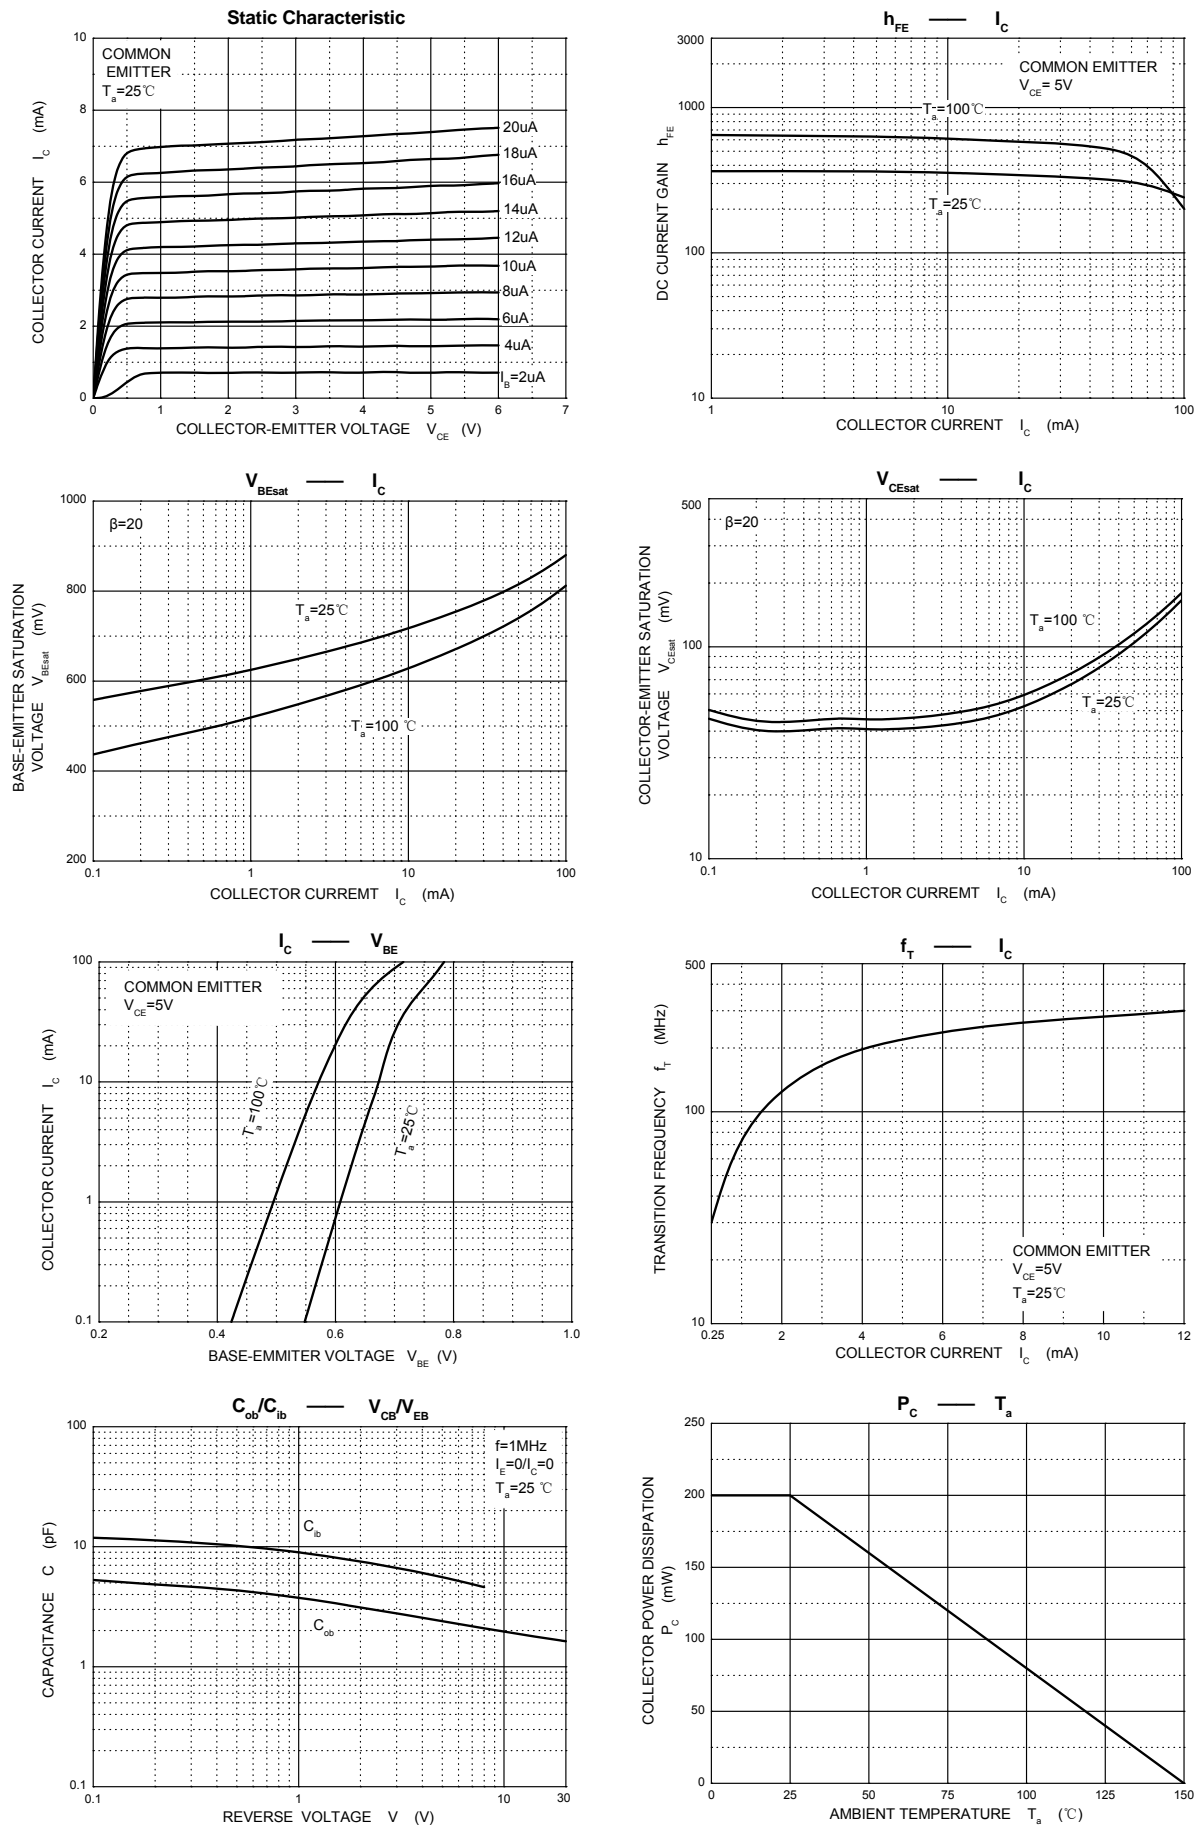 Static Characteristic
COMMON
EMITTER
Ta=25℃
20uA
18uA
16uA
14uA
12uA
10uA
8uA
6uA
4uA
IB=2uA
10
8
6
4
2
0
0 1 2 3 4 5 6 7
COLLECTOR CURRENT IC (mA)
COLLECTOR-EMITTER VOLTAGE VCE (V)
hFE —— IC
COMMON EMITTER
VCE= 5V
Ta=100℃
Ta=25℃
3000
1000
100
10
1 10 100
DC CURRENT GAIN hFE
COLLECTOR CURRENT IC (mA)
VBEsat —— IC
β=20
Ta=25℃
Ta=100 ℃
1000
800
600
400
200
0.1 1 10 100
BASE-EMITTER SATURATION
VOLTAGE VBEsat (mV)
COLLECTOR CURREMT IC (mA)
VCEsat —— IC
β=20
Ta=100 ℃
Ta=25℃
500
100
10
0.1 1 10 100
COLLECTOR-EMITTER SATURATION
VOLTAGE VCEsat (mV)
COLLECTOR CURREMT IC (mA)
IC —— VBE
COMMON EMITTER
VCE=5V
Ta=100℃
Ta=25℃
100
10
1
0.1
0.2 0.4 0.6 0.8 1.0
COLLECTOR CURRENT IC (mA)
BASE-EMMITER VOLTAGE VBE (V)
fT —— IC
500
100
10
COMMON EMITTER
VCE=5V
Ta=25℃
0.25 2 4 6 8 10 12
TRANSITION FREQUENCY fT (MHz)
COLLECTOR CURRENT IC (mA)
Cob/Cib —— VCB/VEB
f=1MHz
IE=0/IC=0
Ta=25 ℃
Cib
Cob
100
10
1
0.1
0.1 1 10 30
CAPACITANCE C (pF)
REVERSE VOLTAGE V (V)
PC —— Ta
250
200
150
100
50
0
0 25 50 75 100 125 150
COLLECTOR POWER DISSIPATION
PC (mW)
AMBIENT TEMPERATURE Ta (℃)